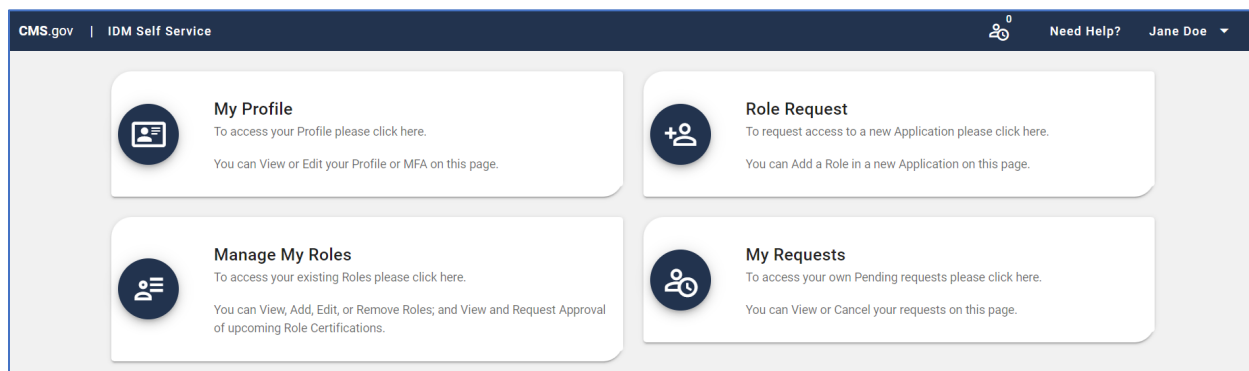 CMS.gov | IDM Self Service
0
Need Help?
Jane Doe
My Profile
To access your Profile please click here.
You can View or Edit your Profile or MFA on this page.
Role Request
To request access to a new Application please click here.
You can Add a Role in a new Application on this page.
Manage My Roles
To access your existing Roles please click here.
You can View, Add, Edit, or Remove Roles; and View and Request Approval
of upcoming Role Certifications.
My Requests
To access your own Pending requests please click here.
You can View or Cancel your requests on this page.